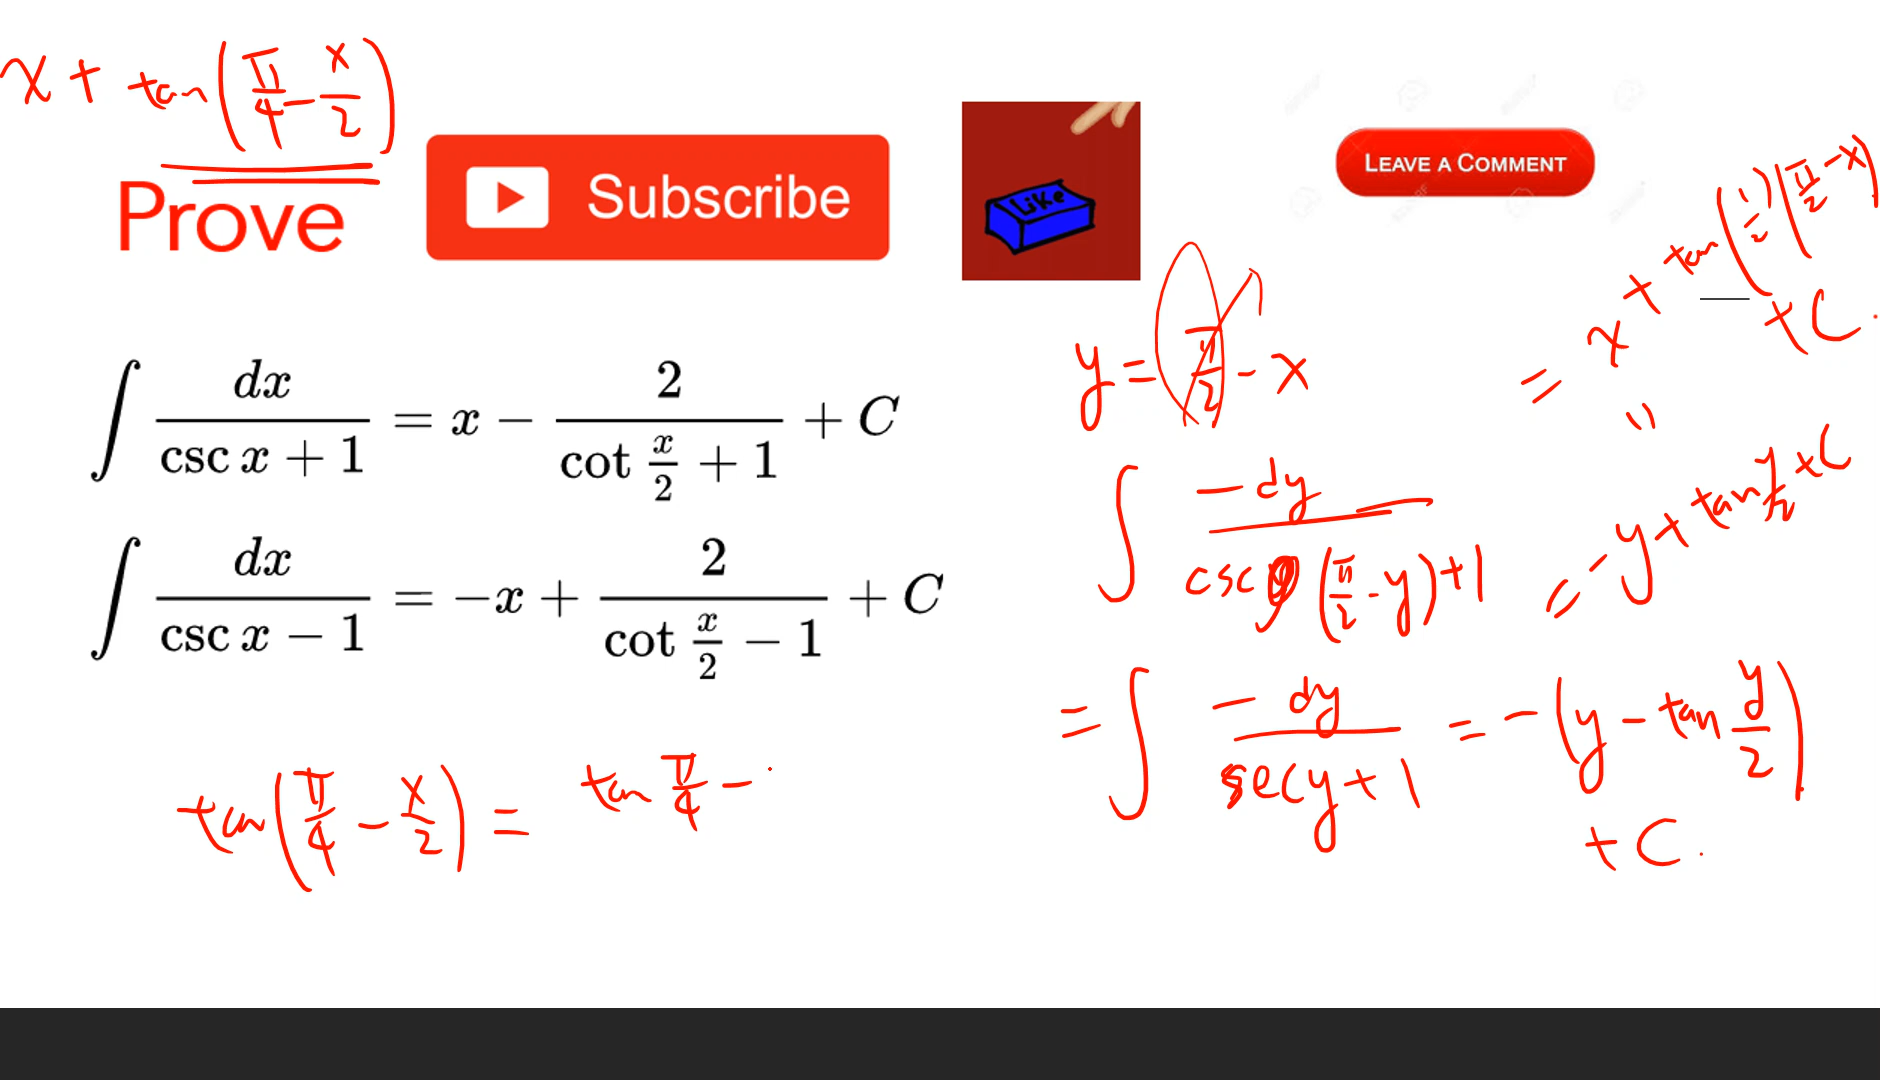 x + tan(π/4 - x/2)
Prove
Subscribe
Like
LEAVE A COMMENT
∫ dx/(csc x + 1) = x - 2/(cot x/2 + 1) + C
∫ dx/(csc x - 1) = -x + 2/(cot x/2 - 1) + C
tan(π/4 - x/2) = tan π/4 -
y = π/2 - x
∫ -dy/(csc(π/2 - y) + 1)
= -y + tan y/2 + C
"
= x + tan(1/2)(π/2 - x)
+ C.
= ∫ -dy/(sec y + 1) = -(y - tan y/2)
+ C.